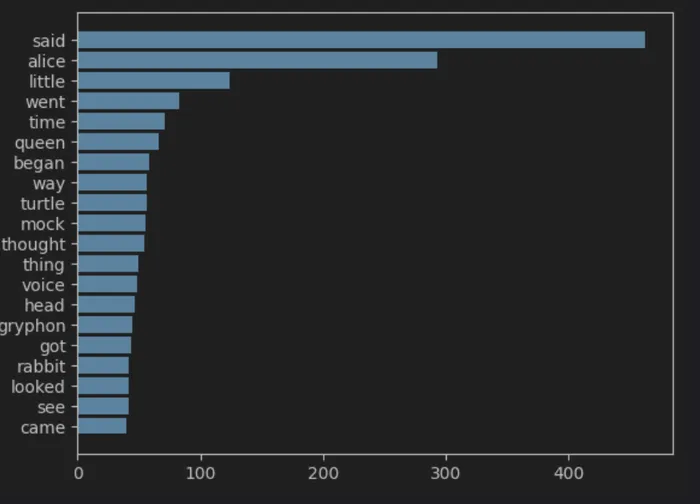 said
alice
little
went
time
queen
began
way
turtle
mock
thought
thing
voice
head
gryphon
got
rabbit
looked
see
came
0 100 200 300 400